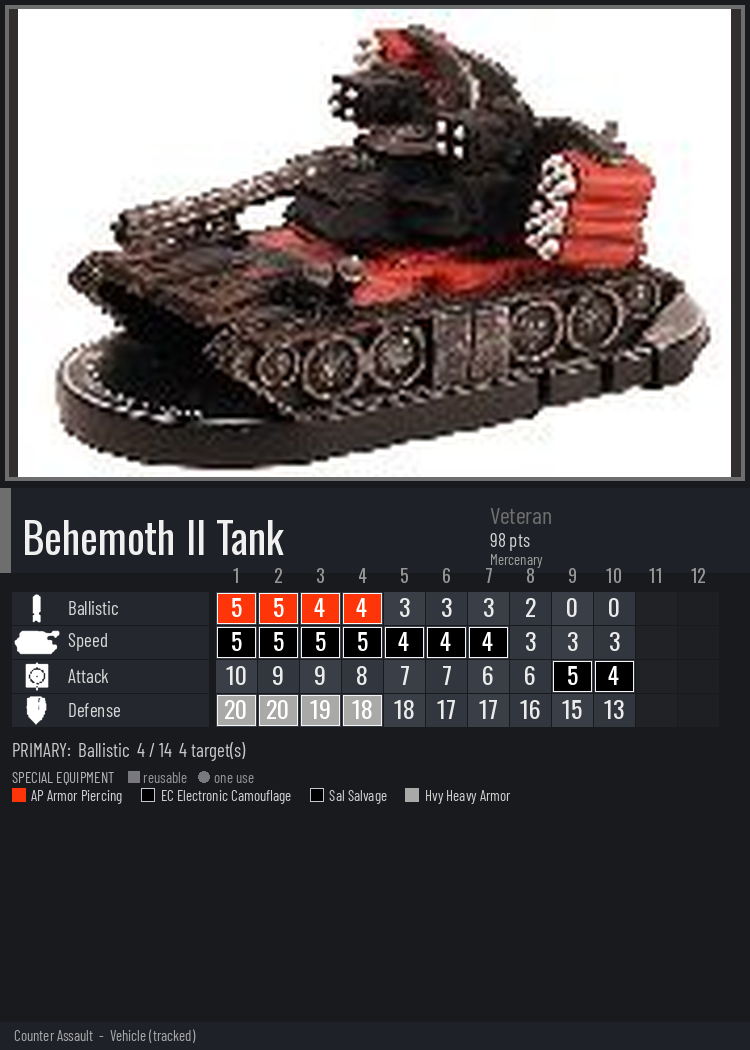 Behemoth II Tank
Veteran
98 pts
Mercenary
1 2 3 4 5 6 7 8 9 10 11 12
Ballistic 5 5 4 4 3 3 3 2 0 0
Speed 5 5 5 5 4 4 4 3 3 3
Attack 10 9 9 8 7 7 6 6 5 4
Defense 20 20 19 18 18 17 17 16 15 13
PRIMARY: Ballistic 4 / 14 4 target(s)
SPECIAL EQUIPMENT reusable one use
AP Armor Piercing EC Electronic Camouflage Sal Salvage Hvy Heavy Armor
Counter Assault - Vehicle (tracked)